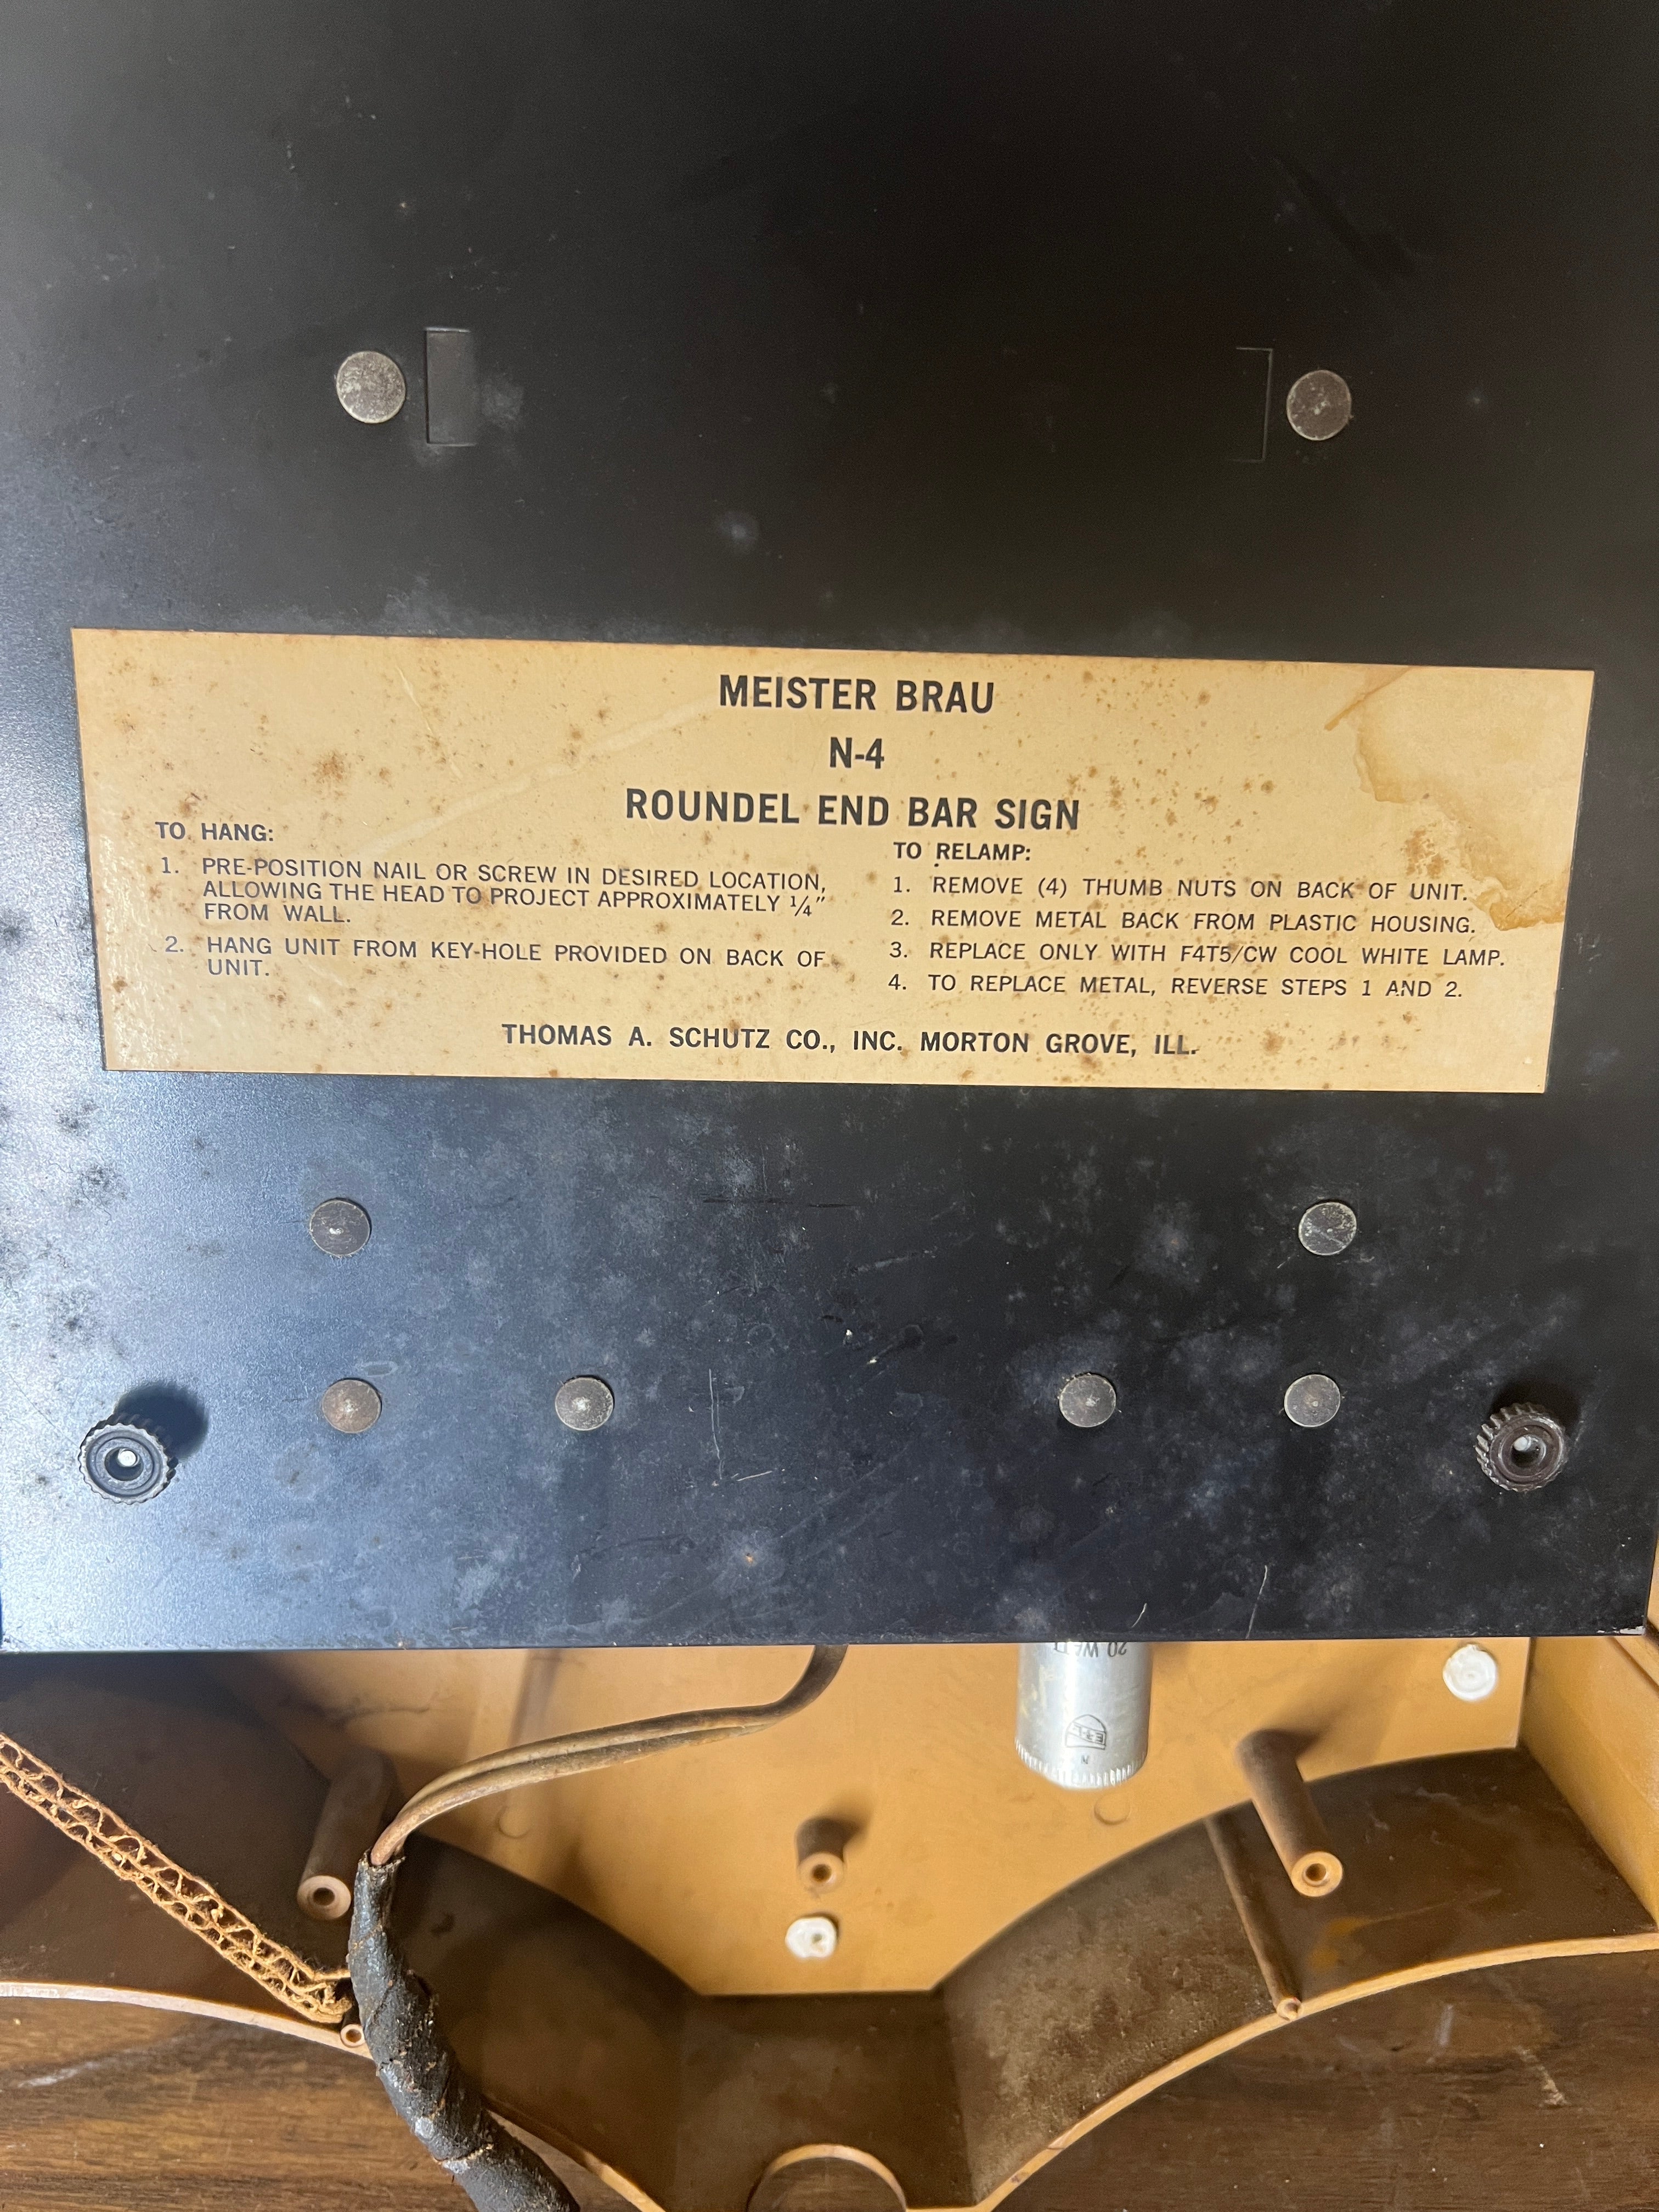 MEISTER BRAU
N-4
ROUNDEL END BAR SIGN
TO HANG:
1. PRE-POSITION NAIL OR SCREW IN DESIRED LOCATION,
ALLOWING THE HEAD TO PROJECT APPROXIMATELY ¼"
FROM WALL.
2. HANG UNIT FROM KEY-HOLE PROVIDED ON BACK OF
UNIT.
TO RELAMP:
1. REMOVE (4) THUMB NUTS ON BACK OF UNIT.
2. REMOVE METAL BACK FROM PLASTIC HOUSING.
3. REPLACE ONLY WITH F4T5/CW COOL WHITE LAMP.
4. TO REPLACE METAL, REVERSE STEPS 1 AND 2.
THOMAS A. SCHUTZ CO., INC. MORTON GROVE, ILL.
20 WATT